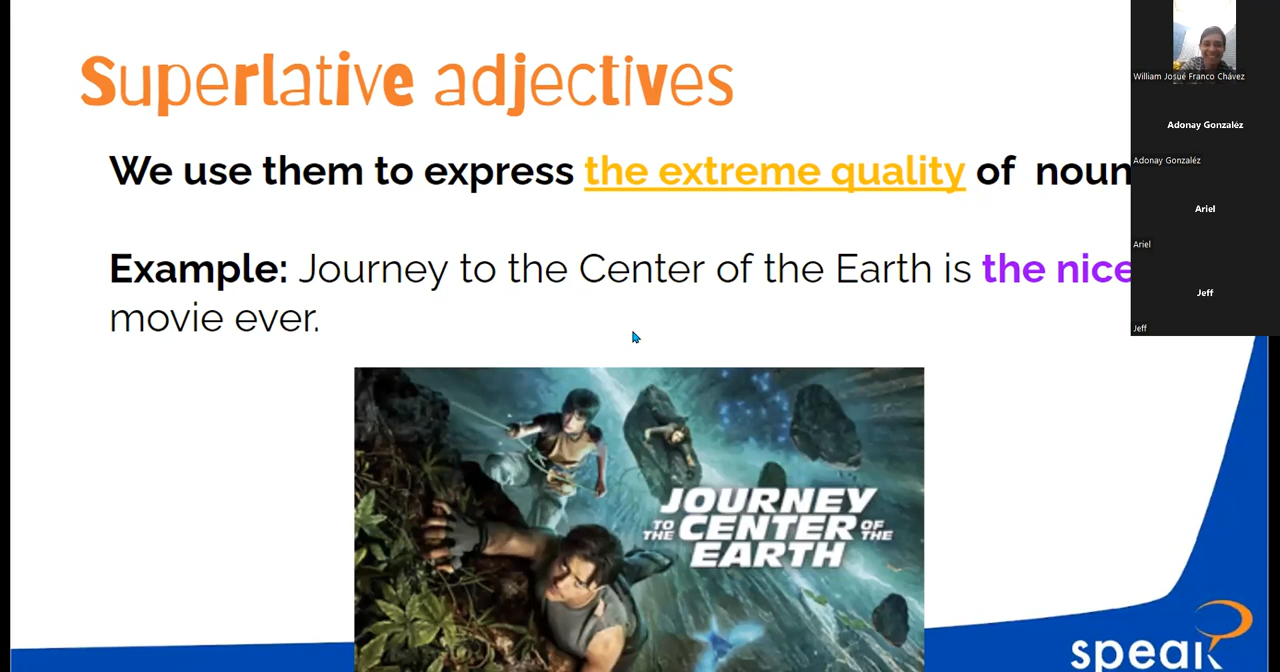 Superlative adjectives
We use them to express the extreme quality of noun
Example: Journey to the Center of the Earth is the nice
movie ever.
JOURNEY
TO THE CENTER OF THE
EARTH
speak
William Josué Franco Chávez
Adonay Gonzaléz
Adonay Gonzaléz
Ariel
Ariel
Jeff
Jeff